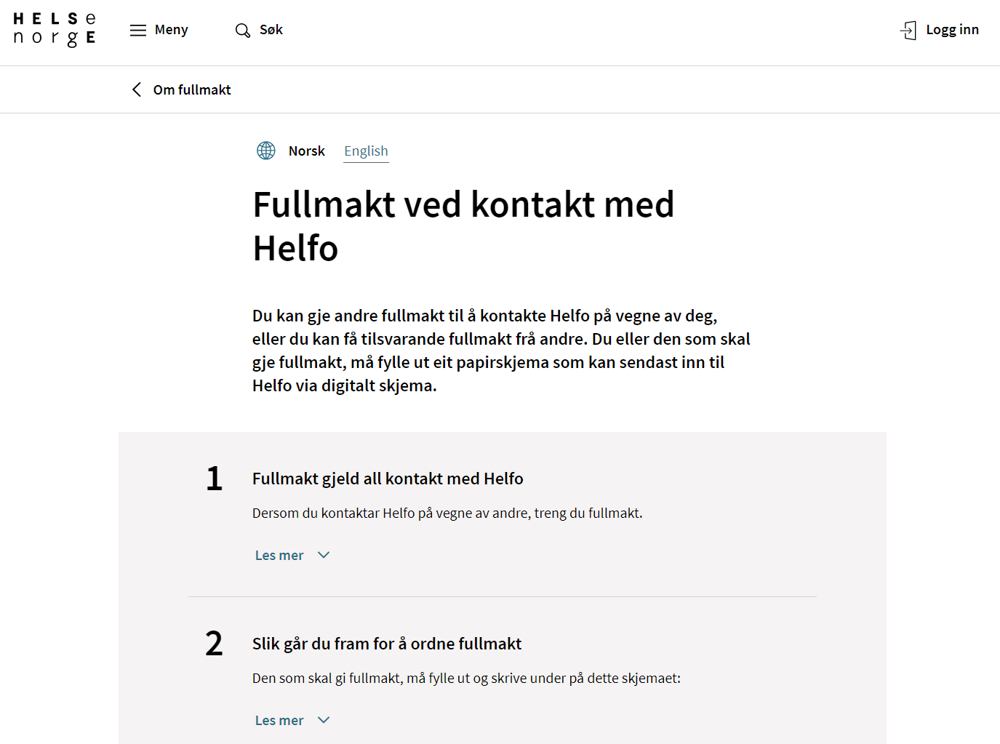 HELSe
norgE
Meny
Søk
Logg inn
Om fullmakt
Norsk English
Fullmakt ved kontakt med
Helfo
Du kan gje andre fullmakt til å kontakte Helfo på vegne av deg,
eller du kan få tilsvarande fullmakt frå andre. Du eller den som skal
gje fullmakt, må fylle ut eit papirskjema som kan sendast inn til
Helfo via digitalt skjema.
1 Fullmakt gjeld all kontakt med Helfo
Dersom du kontaktar Helfo på vegne av andre, treng du fullmakt.
Les mer
2 Slik går du fram for å ordne fullmakt
Den som skal gi fullmakt, må fylle ut og skrive under på dette skjemaet:
Les mer